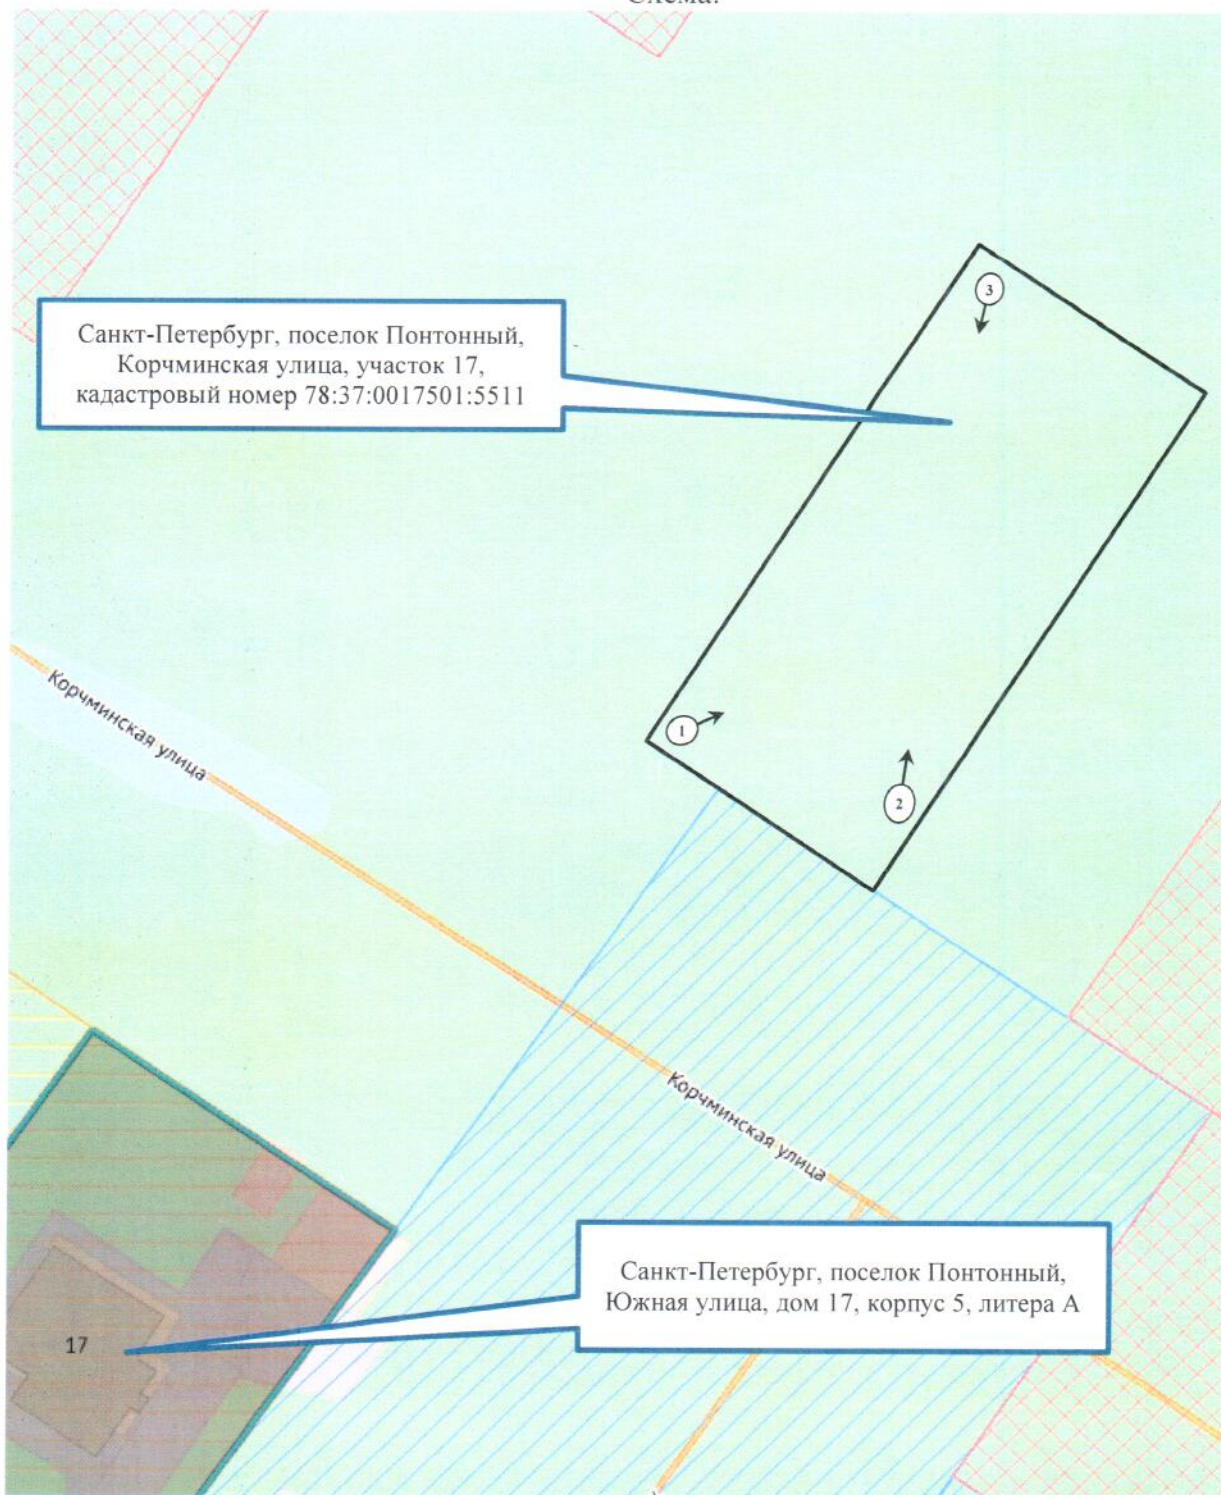 Схема:
3
Санкт-Петербург, поселок Понтонный,
Корчминская улица, участок 17,
кадастровый номер 78:37:0017501:5511
1
Корчминская улица
2
Корчминская улица
Санкт-Петербург, поселок Понтонный,
Южная улица, дом 17, корпус 5, литера А
17